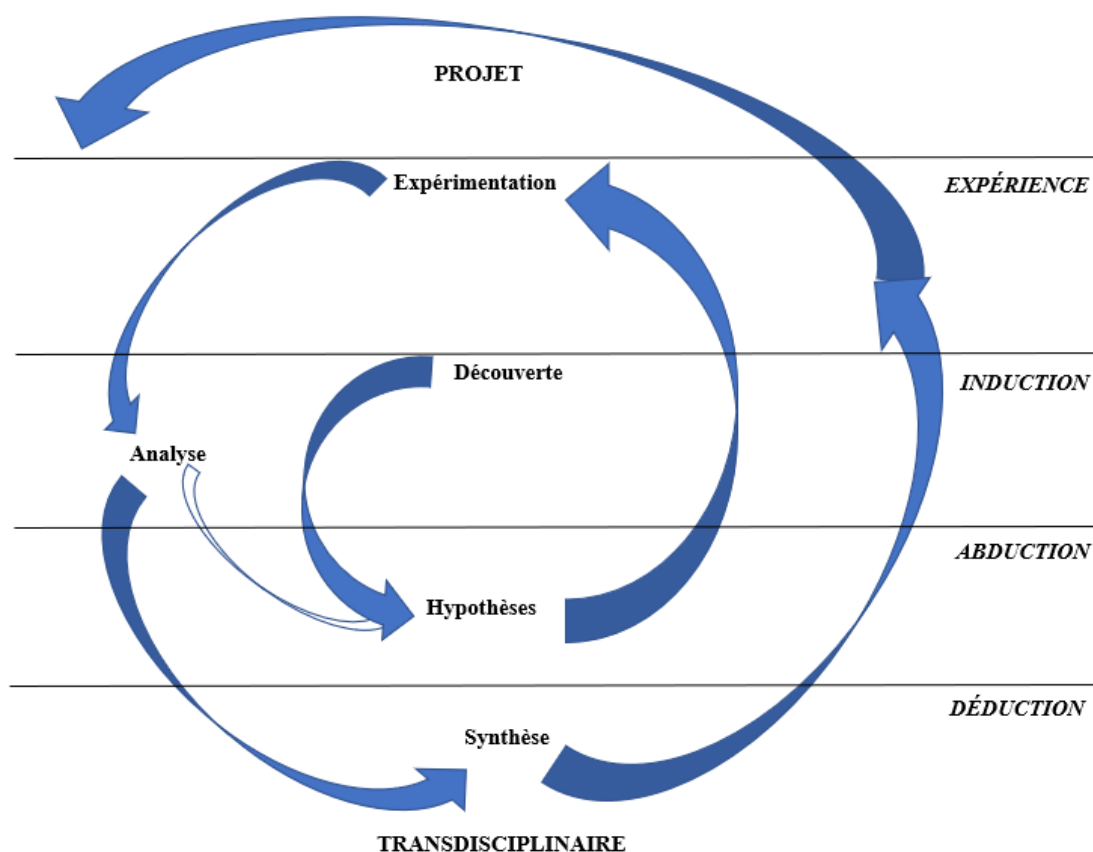 PROJET
Expérimentation
EXPÉRIENCE
Découverte
INDUCTION
Analyse
ABDUCTION
Hypothèses
DÉDUCTION
Synthèse
TRANSDISCIPLINAIRE